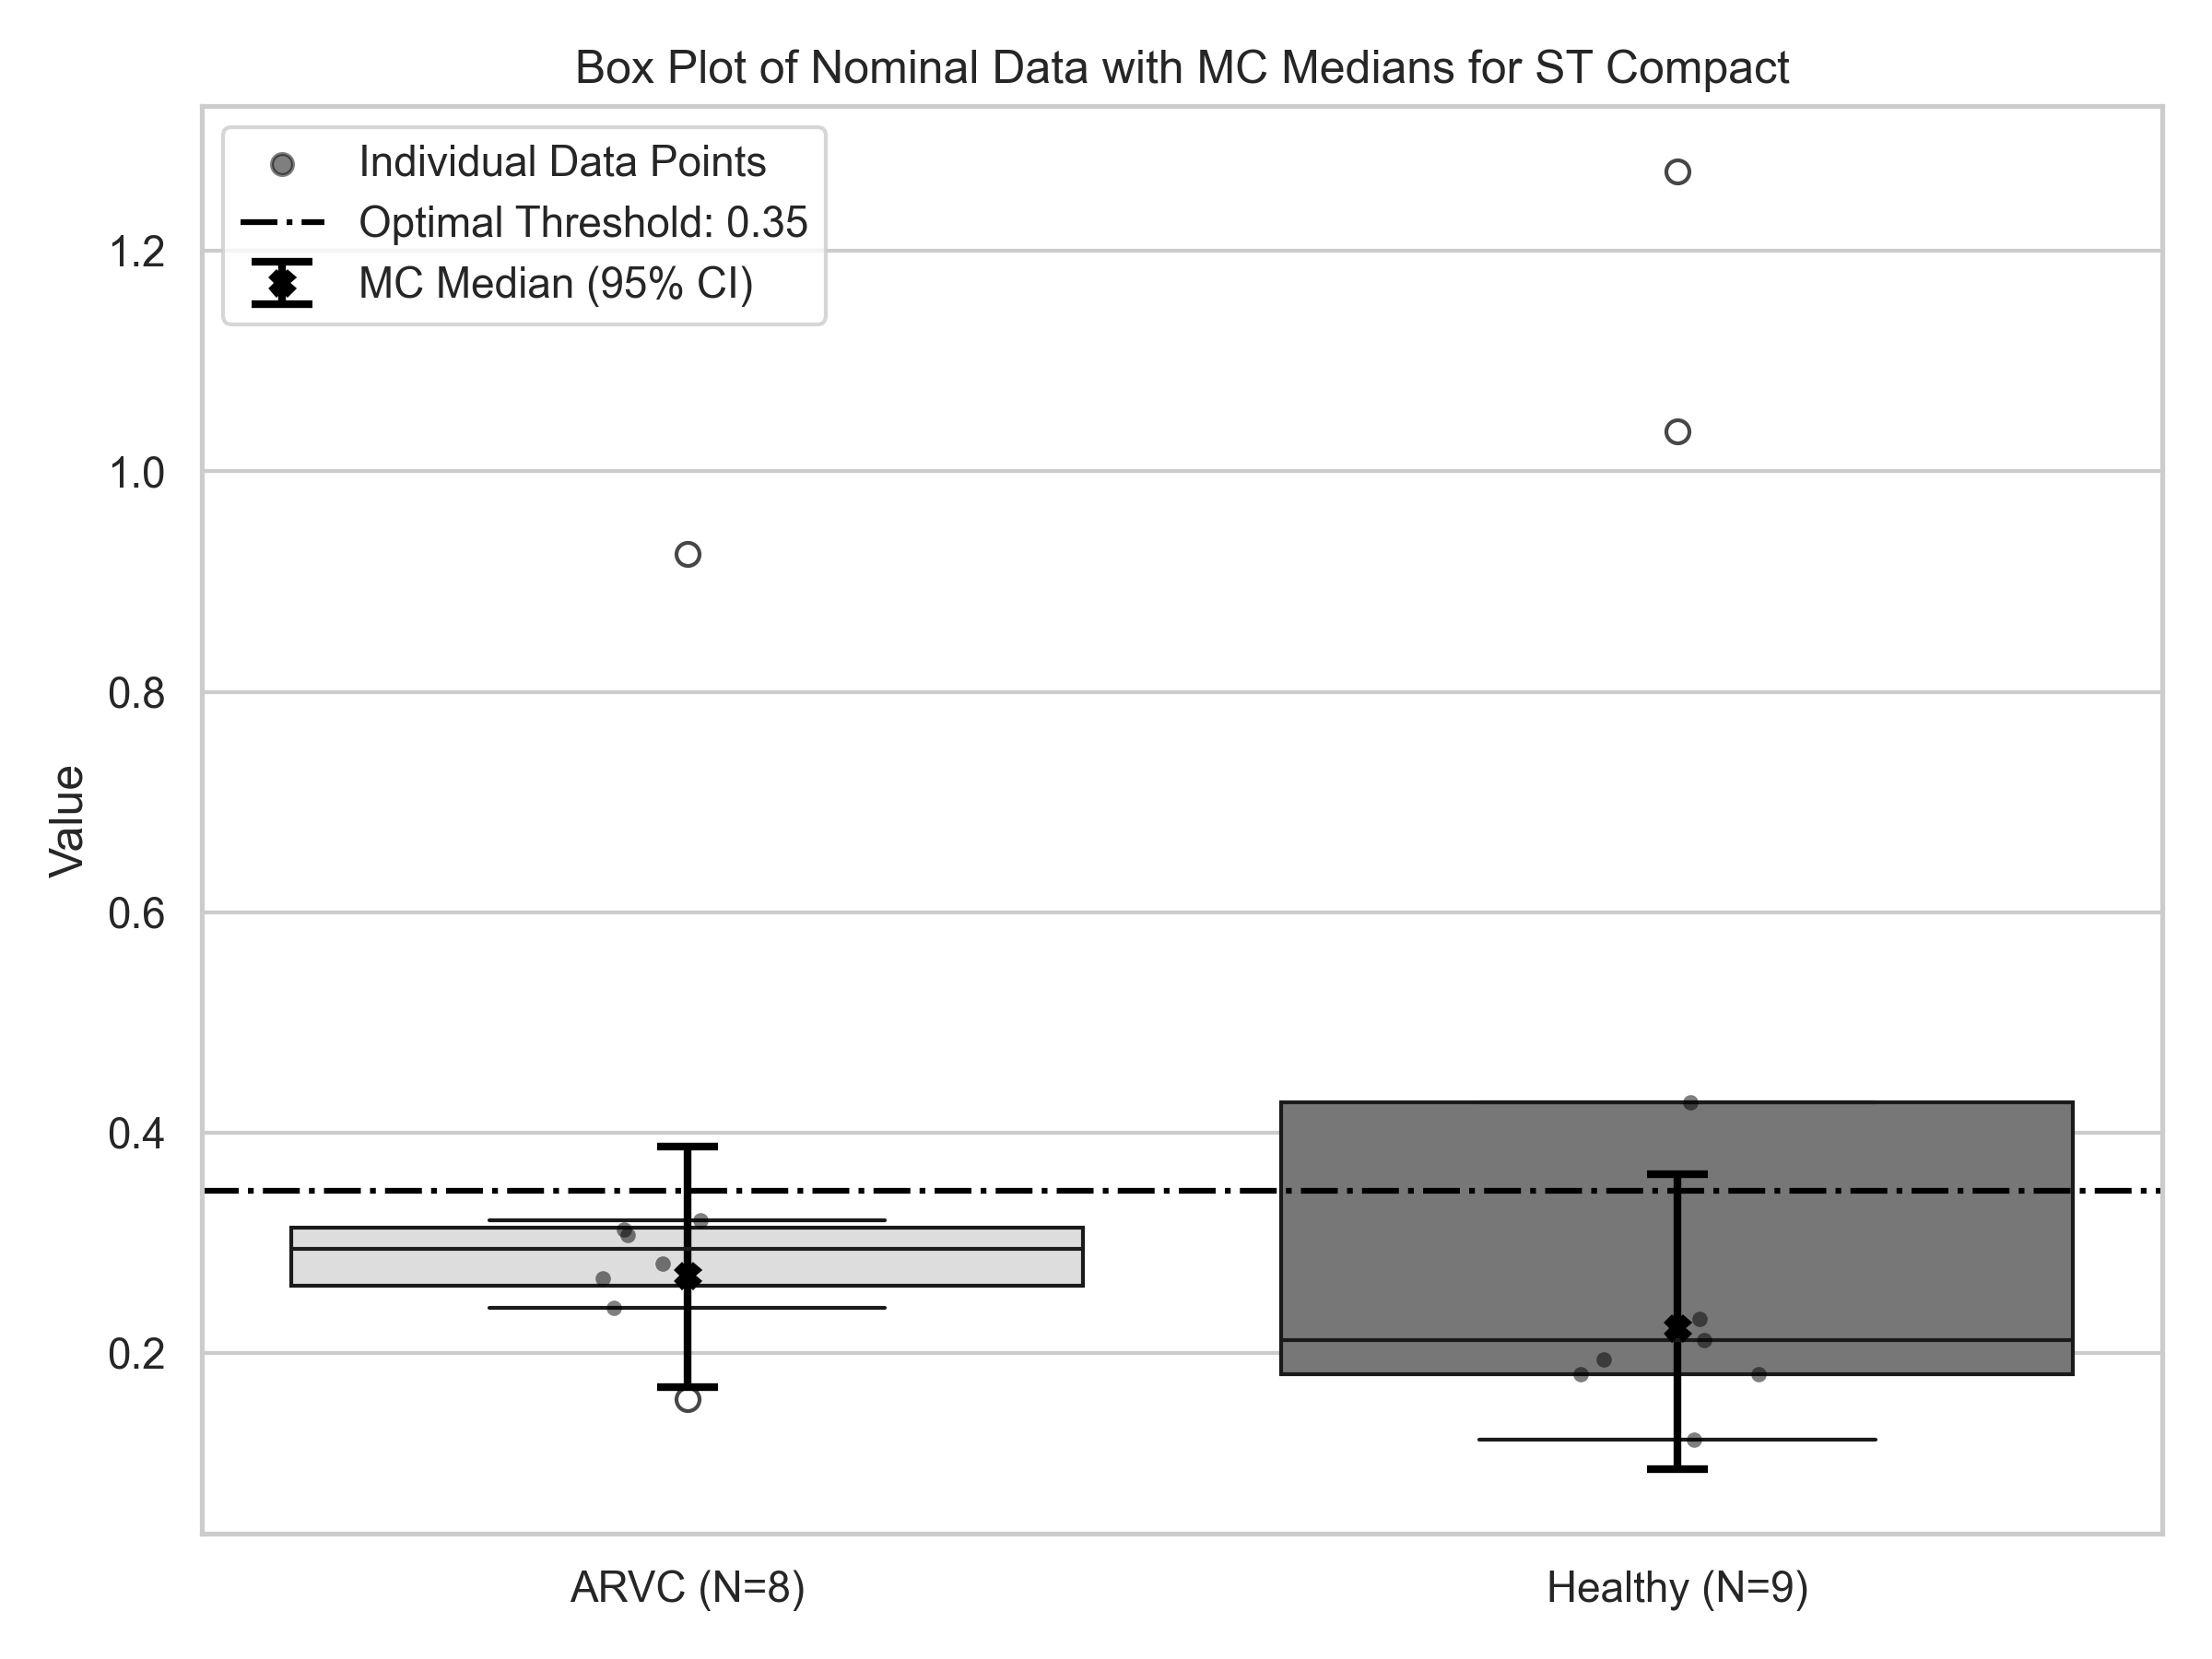 Box Plot of Nominal Data with MC Medians for ST Compact
Individual Data Points
Optimal Threshold: 0.35
MC Median (95% CI)
1.2
1.0
0.8
0.6
0.4
0.2
Value
ARVC (N=8)
Healthy (N=9)